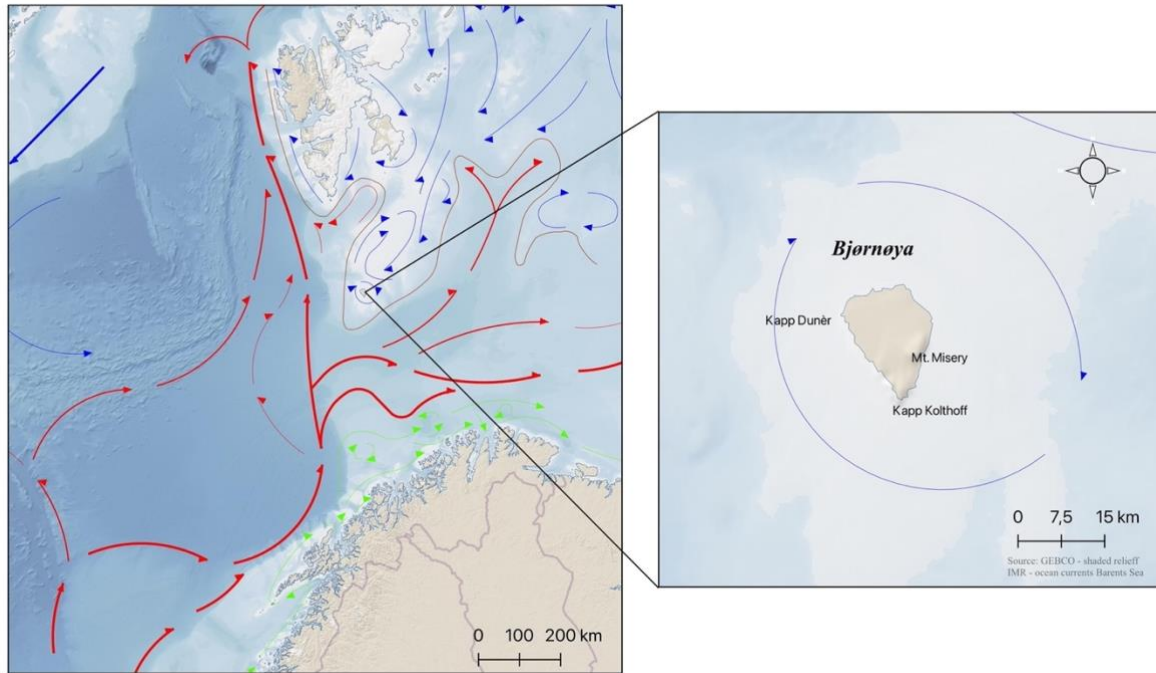 0 100 200 km
Bjørnøya
Kapp Dunèr
Mt. Misery
Kapp Kolthoff
0 7,5 15 km
Source: GEBCO - shaded relieff
IMR - ocean currents Barents Sea